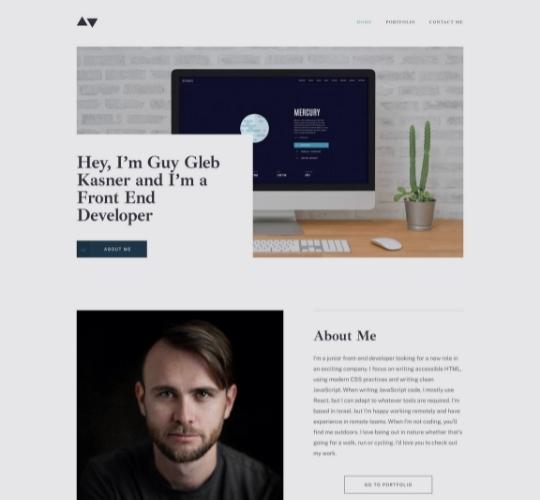 HOME PORTFOLIO CONTACT ME
MERCURY
Hey, I'm Guy Gleb
Kasner and I'm a
Front End
Developer
ABOUT ME
About Me
I'm a junior front-end developer looking for a new role in
an exciting company. I focus on writing accessible HTML,
using modern CSS practices and writing clean
JavaScript. When writing JavaScript code, I mostly use
React, but I can adapt to whatever tools are required. I'm
based in Israel, but I'm happy working remotely and have
experience in remote teams. When I'm not coding, you'll
find me outdoors. I love being out in nature whether that's
going for a walk, run or cycling. I'd love you to check out
my work.
GO TO PORTFOLIO